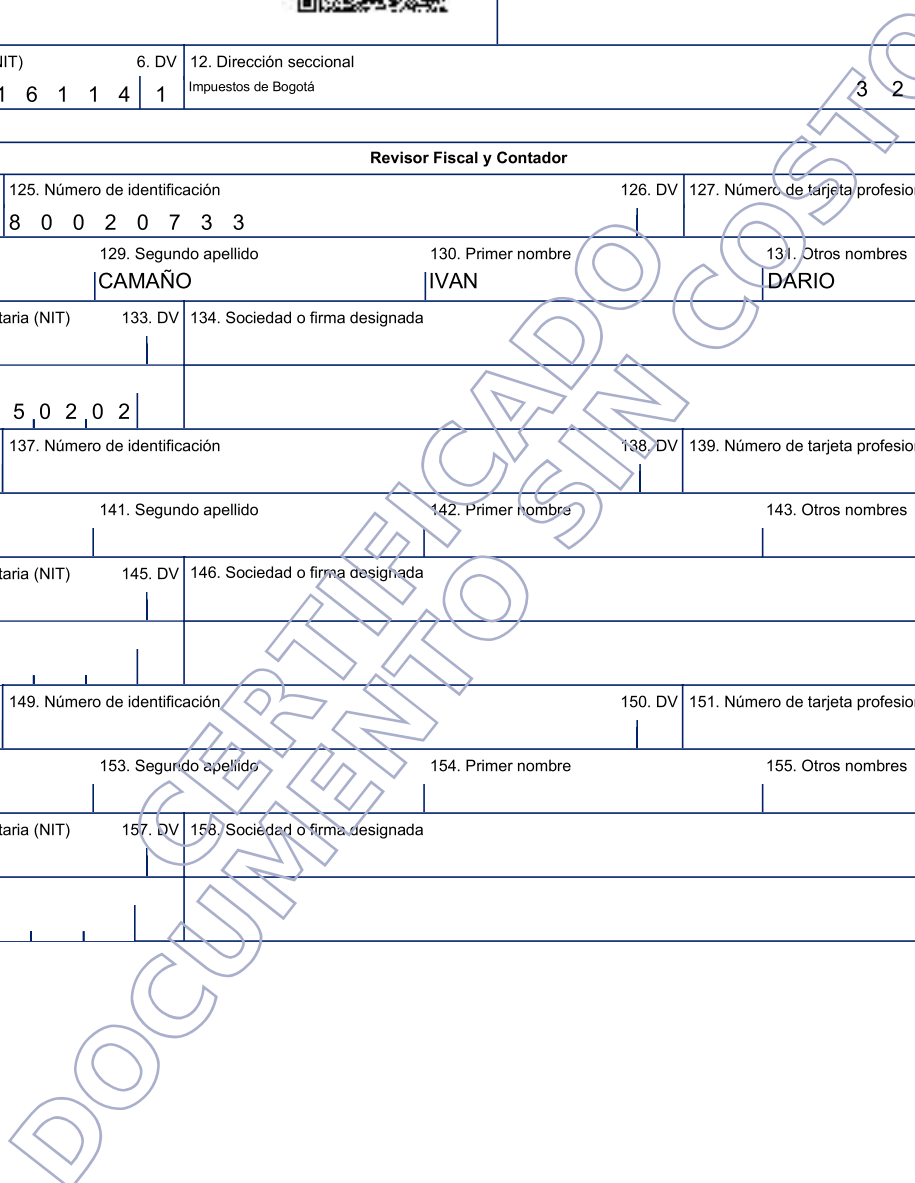 NIT) 6. DV 12. Dirección seccional
1 6 1 1 4 1 Impuestos de Bogotá 3 2
Revisor Fiscal y Contador
125. Número de identificación 126. DV 127. Número de tarjeta profesio
8 0 0 2 0 7 3 3
129. Segundo apellido 130. Primer nombre 131. Otros nombres
CAMAÑO IVAN DARIO
taria (NIT) 133. DV 134. Sociedad o firma designada
5 0 2 0 2
137. Número de identificación 138. DV 139. Número de tarjeta profesio
141. Segundo apellido 142. Primer nombre 143. Otros nombres
taria (NIT) 145. DV 146. Sociedad o firma designada
149. Número de identificación 150. DV 151. Número de tarjeta profesio
153. Segundo apellido 154. Primer nombre 155. Otros nombres
taria (NIT) 157. DV 158. Sociedad o firma designada
CERTIFICADO
DOCUMENTO SIN COSTO